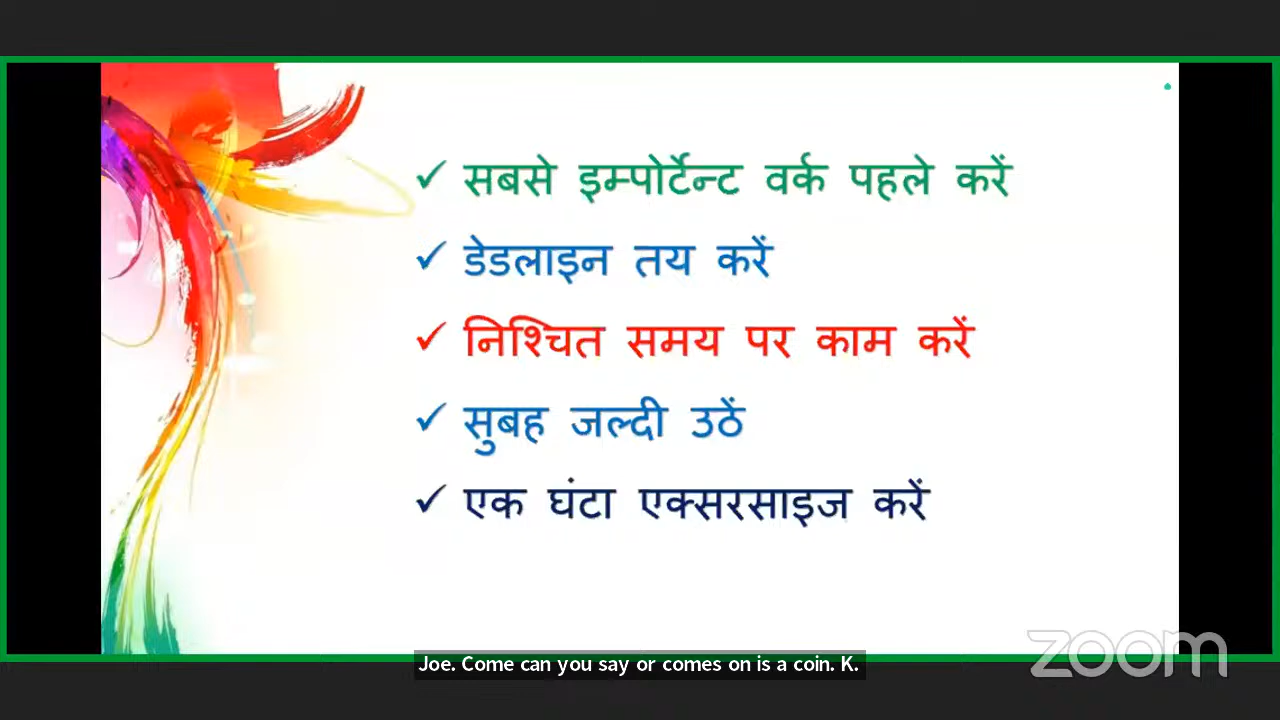 ✓ सबसे इम्पोर्टेन्ट वर्क पहले करें
✓ डेडलाइन तय करें
✓ निश्चित समय पर काम करें
✓ सुबह जल्दी उठें
✓ एक घंटा एक्सरसाइज करें
zoom
Joe. Come can you say or comes on is a coin. K.